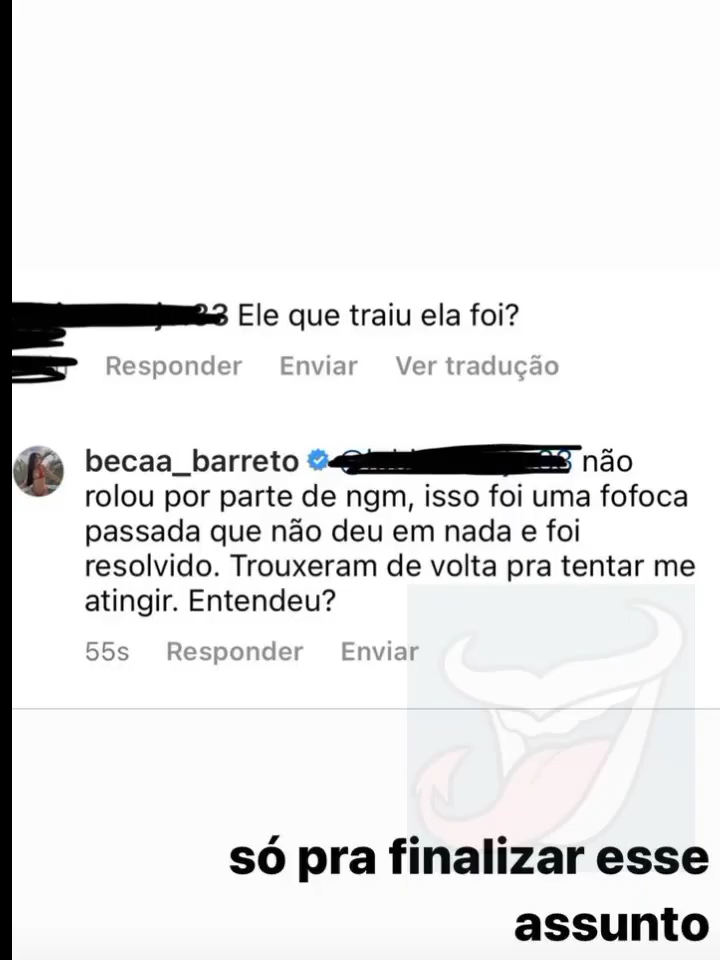 Ele que traiu ela foi?
Responder Enviar Ver tradução
becaa_barreto não
rolou por parte de ngm, isso foi uma fofoca
passada que não deu em nada e foi
resolvido. Trouxeram de volta pra tentar me
atingir. Entendeu?
55s Responder Enviar
só pra finalizar esse
assunto